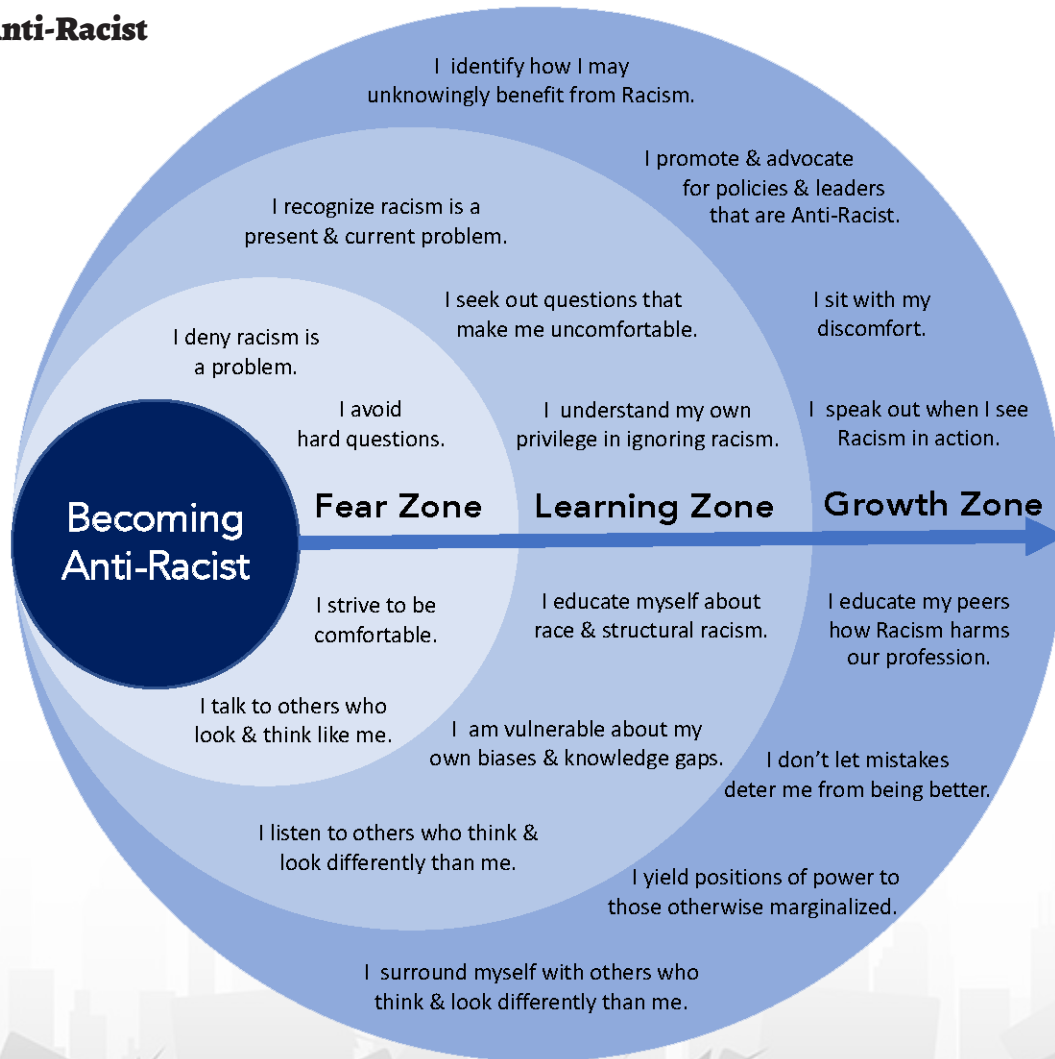 Anti-Racist
I identify how I may
unknowingly benefit from Racism.
I promote & advocate
for policies & leaders
that are Anti-Racist.
I recognize racism is a
present & current problem.
I seek out questions that
make me uncomfortable.
I sit with my
discomfort.
I deny racism is
a problem.
I avoid
hard questions.
I understand my own
privilege in ignoring racism.
I speak out when I see
Racism in action.
Becoming
Anti-Racist
Fear Zone
Learning Zone
Growth Zone
I strive to be
comfortable.
I educate myself about
race & structural racism.
I educate my peers
how Racism harms
our profession.
I talk to others who
look & think like me.
I am vulnerable about my
own biases & knowledge gaps.
I don't let mistakes
deter me from being better.
I listen to others who think &
look differently than me.
I yield positions of power to
those otherwise marginalized.
I surround myself with others who
think & look differently than me.